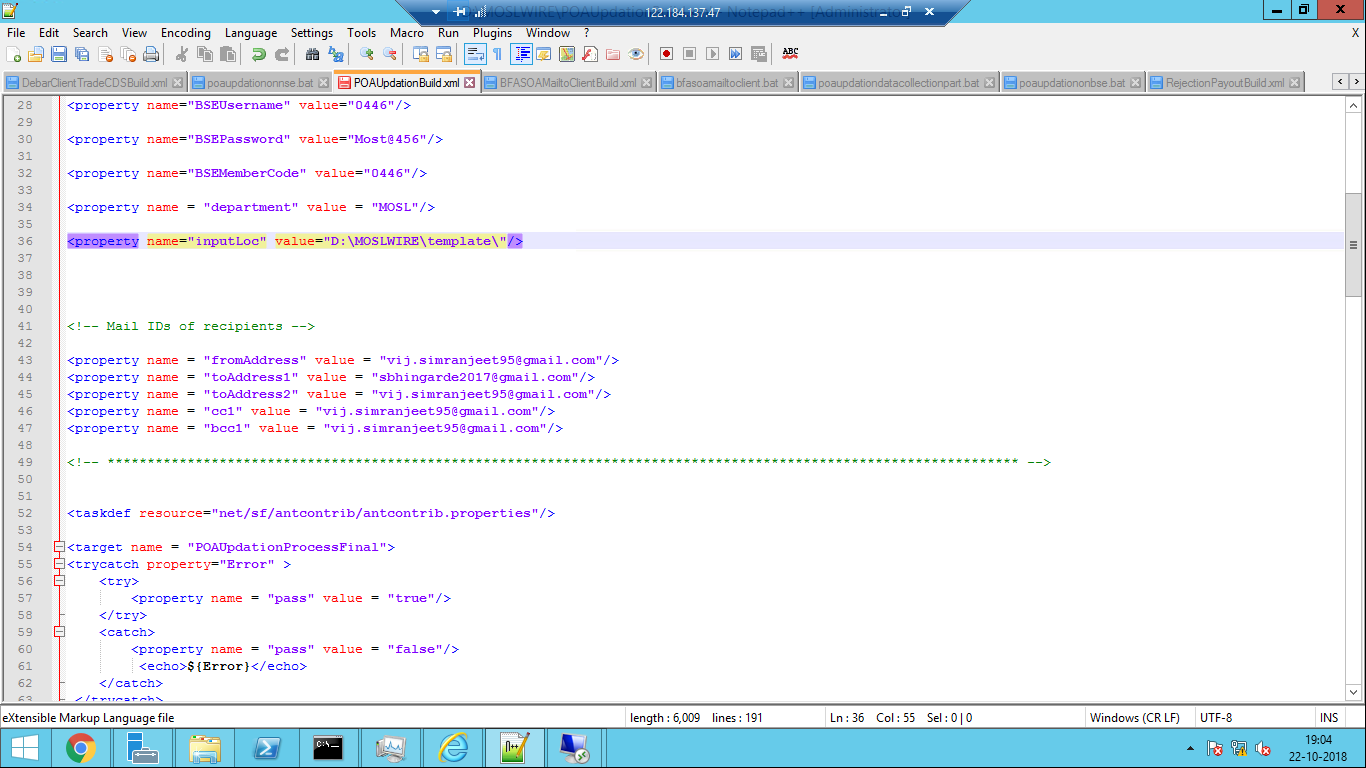 MOSLWIRE\POAUpdatio 122.184.137.47 Notepad++ [Administrato
File Edit Search View Encoding Language Settings Tools Macro Run Plugins Window ? X
DebarClientTradeCDSBuild.xml poaupdationonnse.bat POAUpdationBuild.xml BFASOAMailtoClientBuild.xml bfasoamailtoclient.bat poaupdationdatacollectionpart.bat poaupdationonbse.bat RejectionPayoutBuild.xml
28 <property name="BSEUsername" value="0446"/>
29
30 <property name="BSEPassword" value="Most@456"/>
31
32 <property name="BSEMemberCode" value="0446"/>
33
34 <property name = "department" value = "MOSL"/>
35
36 <property name="inputLoc" value="D:\MOSLWIRE\template\"/>
37
38
39
40
41 <!-- Mail IDs of recipients -->
42
43 <property name = "fromAddress" value = "vij.simranjeet95@gmail.com"/>
44 <property name = "toAddress1" value = "sbhingarde2017@gmail.com"/>
45 <property name = "toAddress2" value = "vij.simranjeet95@gmail.com"/>
46 <property name = "cc1" value = "vij.simranjeet95@gmail.com"/>
47 <property name = "bcc1" value = "vij.simranjeet95@gmail.com"/>
48
49 <!-- ****************************************************************************************************************** -->
50
51
52 <taskdef resource="net/sf/antcontrib/antcontrib.properties"/>
53
54 <target name = "POAUpdationProcessFinal">
55 <trycatch property="Error" >
56 <try>
57 <property name = "pass" value = "true"/>
58 </try>
59 <catch>
60 <property name = "pass" value = "false"/>
61 <echo>${Error}</echo>
62 </catch>
63 </trycatch>
eXtensible Markup Language file length : 6,009 lines : 191 Ln : 36 Col : 55 Sel : 0 | 0 Windows (CR LF) UTF-8 INS
19:04
22-10-2018